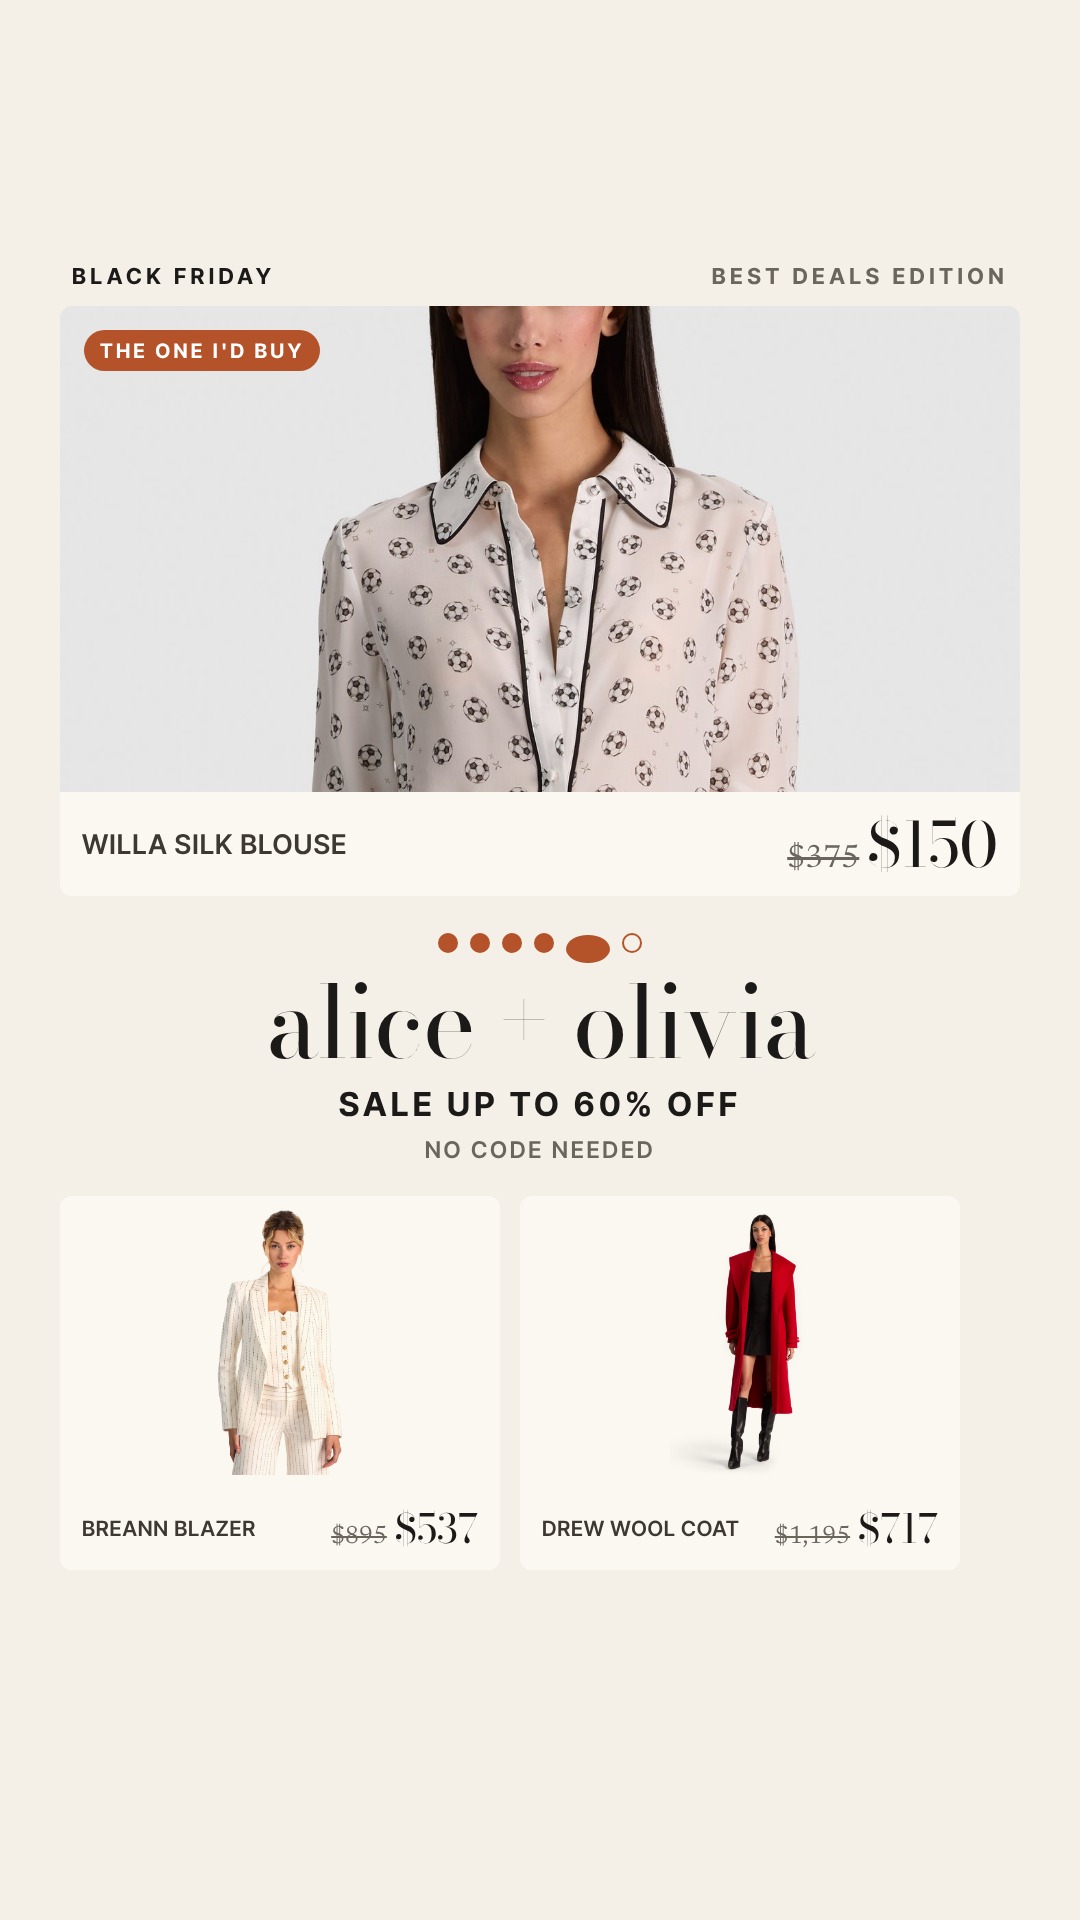 BLACK FRIDAY
BEST DEALS EDITION
THE ONE I'D BUY
WILLA SILK BLOUSE
$375 $150
alice + olivia
SALE UP TO 60% OFF
NO CODE NEEDED
BREANN BLAZER
$895 $537
DREW WOOL COAT
$1,195 $717